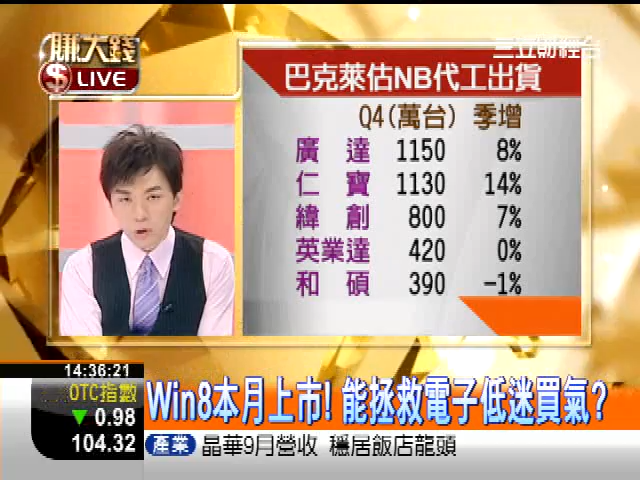 賺大錢
$ LIVE
三立財經台
巴克萊估NB代工出貨
Q4(萬台) 季增
廣達 1150 8%
仁寶 1130 14%
緯創 800 7%
英業達 420 0%
和碩 390 -1%
14:36:21
OTC指數
▼ 0.98
104.32
Win8本月上市! 能拯救電子低迷買氣?
產業 晶華9月營收 穩居飯店龍頭